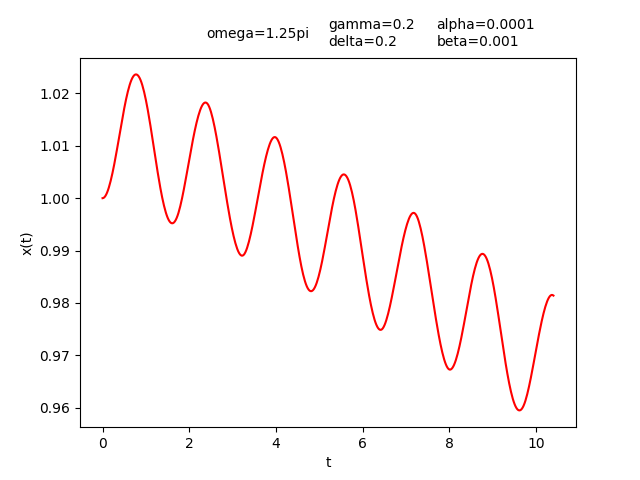 omega=1.25pi
gamma=0.2
delta=0.2
alpha=0.0001
beta=0.001
1.02
1.01
1.00
0.99
0.98
0.97
0.96
x(t)
0 2 4 6 8 10
t